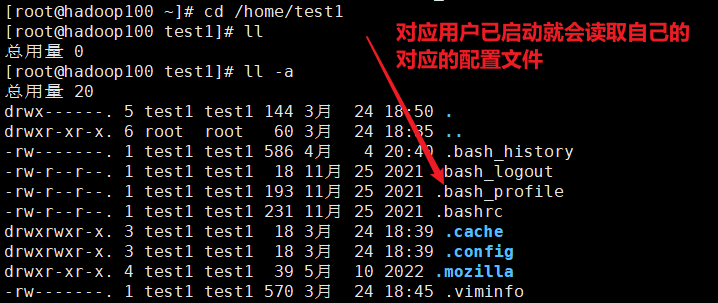 [root@hadoop100 ~]# cd /home/test1
[root@hadoop100 test1]# ll
总用量 0
[root@hadoop100 test1]# ll -a
总用量 20
drwx------. 5 test1 test1 144 3月  24 18:50 .
drwxr-xr-x. 6 root  root   60 3月  24 18:35 ..
-rw-------. 1 test1 test1 586 4月   4 20:40 .bash_history
-rw-r--r--. 1 test1 test1  18 11月 25 2021 .bash_logout
-rw-r--r--. 1 test1 test1 193 11月 25 2021 .bash_profile
-rw-r--r--. 1 test1 test1 231 11月 25 2021 .bashrc
drwxrwxr-x. 3 test1 test1  18 3月  24 18:39 .cache
drwxrwxr-x. 3 test1 test1  18 3月  24 18:39 .config
drwxr-xr-x. 4 test1 test1  39 5月  10 2022 .mozilla
-rw-------. 1 test1 test1 570 3月  24 18:45 .viminfo
对应用户已启动就会读取自己的
对应的配置文件